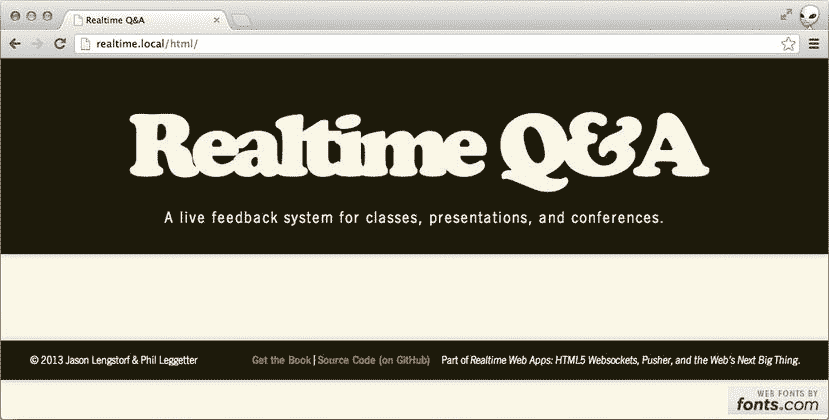 Realtime Q&A
realtime.local/html/
Realtime Q&A
A live feedback system for classes, presentations, and conferences.
© 2013 Jason Lengstorf & Phil Leggetter
Get the Book | Source Code (on GitHub)
Part of Realtime Web Apps: HTML5 Websockets, Pusher, and the Web's Next Big Thing.
WEB FONTS BY
fonts.com